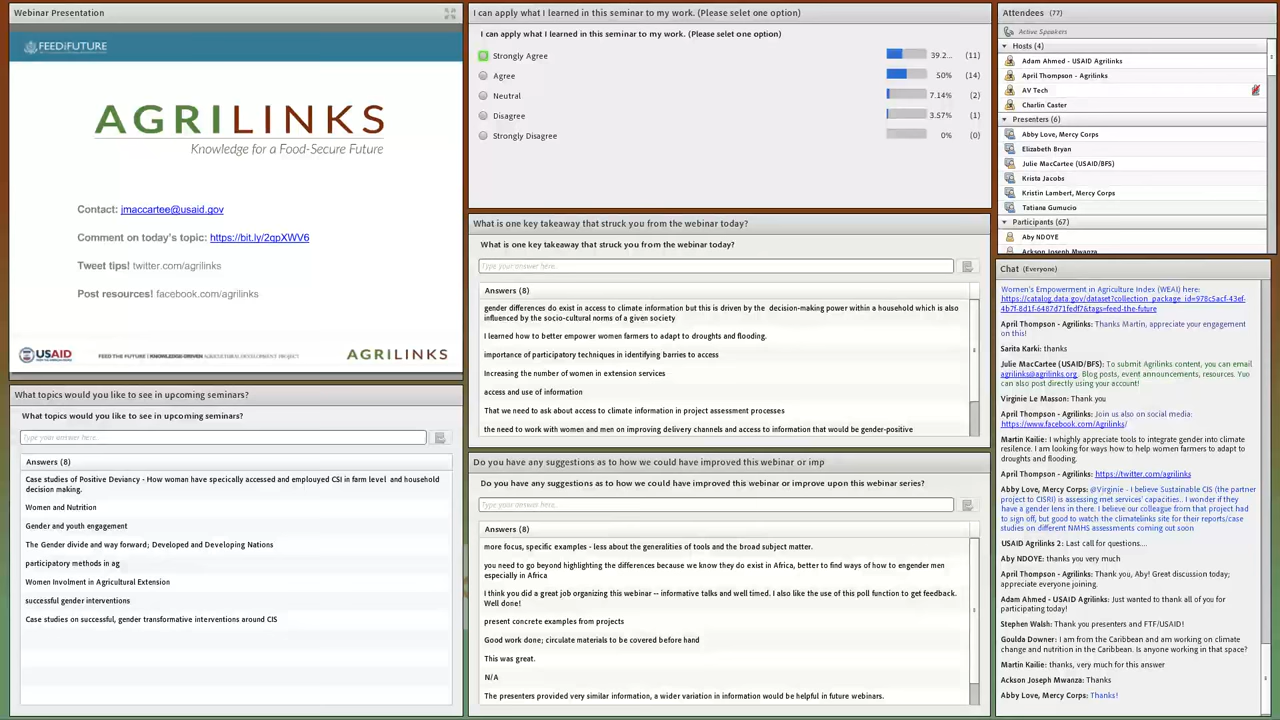 Webinar Presentation
FEED THE FUTURE
AGRILINKS
Knowledge for a Food-Secure Future
Contact: jmaccartee@usaid.gov
Comment on today's topic: https://bit.ly/2qpXWV6
Tweet tips! twitter.com/agrilinks
Post resources! facebook.com/agrilinks
USAID
AGRILINKS
What topics would you like to see in upcoming seminars?
What topics would you like to see in upcoming seminars?
Type your answer here..
Answers (8)
Case studies of Positive Deviancy - How woman have specially accessed and employued CSI in farm level and household
decision making.
Women and Nutrition
Gender and youth engagement
The Gender divide and way forward; Developed and Developing Nations
participatory methods in ag
Women Involment in Agricultural Extension
successful gender interventions
Case studies on successful, gender transformative interventions around CIS
I can apply what I learned in this seminar to my work. (Please selet one option)
I can apply what I learned in this seminar to my work. (Please selet one option)
Strongly Agree 39.2... (11)
Agree 50% (14)
Neutral 7.14% (2)
Disagree 3.57% (1)
Strongly Disagree 0% (0)
What is one key takeaway that struck you from the webinar today?
What is one key takeaway that struck you from the webinar today?
Type your answer here..
Answers (8)
gender differences do exist in access to climate information but this is driven by the decision-making power within a household which is also
influenced by the socio-cultural norms of a given society
I learned how to better empower women farmers to adapt to droughts and flooding.
importance of participatory techniques in identifying barriers to access
Increasing the number of women in extension services
access and use of information
That we need to ask about access to climate information in project assessment processes
the need to work with women and men on improving delivery channels and access to information that would be gender-positive
Do you have any suggestions as to how we could have improved this webinar or imp
Do you have any suggestions as to how we could have improved this webinar or improve upon this webinar series?
Type your answer here..
Answers (8)
more focus, specific examples - less about the generalities of tools and the broad subject matter.
you need to go beyond highlighting the differences because we know they do exist in Africa, better to find ways of how to engender men
especially in Africa
I think you did a great job organizing this webinar -- informative talks and well timed. I also like the use of this poll function to get feedback.
Well done!
present concrete examples from projects
Good work done; circulate materials to be covered before hand
This was great.
N/A
The presenters provided very similar information, a wider variation in information would be helpful in future webinars.
Attendees (77)
Active Speakers
Hosts (4)
Adam Ahmed - USAID Agrilinks
April Thompson - Agrilinks
AV Tech
Charlin Caster
Presenters (6)
Abby Love, Mercy Corps
Elizabeth Bryan
Julie MacCartee (USAID/BFS)
Krista Jacobs
Kristin Lambert, Mercy Corps
Tatiana Gumucio
Participants (67)
Aby NDOYE
Ackson Joseph Mwanza
Chat (Everyone)
Women's Empowerment in Agriculture Index (WEAI) here:
https://catalog.data.gov/dataset?collection_package_id=978c5acf-43ef-
4b7f-8d1f-6487d71fedf7&tags=feed-the-future
April Thompson - Agrilinks: Thanks Martin, appreciate your engagement
on this!
Sarita Karki: thanks
Julie MacCartee (USAID/BFS): To submit Agrilinks content, you can email
agrilinks@agrilinks.org. Blog posts, event announcements, resources. You
can also post directly using your account!
Virginie Le Masson: Thank you
April Thompson - Agrilinks: Join us also on social media:
https://www.facebook.com/Agrilinks/
Martin Kailie: I whighly appreciate tools to integrate gender into climate
resilence. I am looking for ways how to help women farmers to adapt to
droughts and flooding.
April Thompson - Agrilinks: https://twitter.com/agrilinks
Abby Love, Mercy Corps: @Virginie - I believe Sustainable CIS (the partner
project to CISRI) is assessing met services' capacities.. I wonder if they
have a gender lens in there. I believe our colleague from that project had
to sign off, but good to watch the climatelinks site for their reports/case
studies on different NMHS assessments coming out soon
USAID Agrilinks 2: Last call for questions....
Aby NDOYE: thanks you very much
April Thompson - Agrilinks: Thank you, Aby! Great discussion today;
appreciate everyone joining.
Adam Ahmed - USAID Agrilinks: Just wanted to thank all of you for
participating today!
Stephen Walsh: Thank you presenters and FTF/USAID!
Goulda Downer: I am from the Caribbean and am working on climate
change and nutrition in the Caribbean. Is anyone working in that space?
Martin Kailie: thanks, very much for this answer
Ackson Joseph Mwanza: Thanks
Abby Love, Mercy Corps: Thanks!